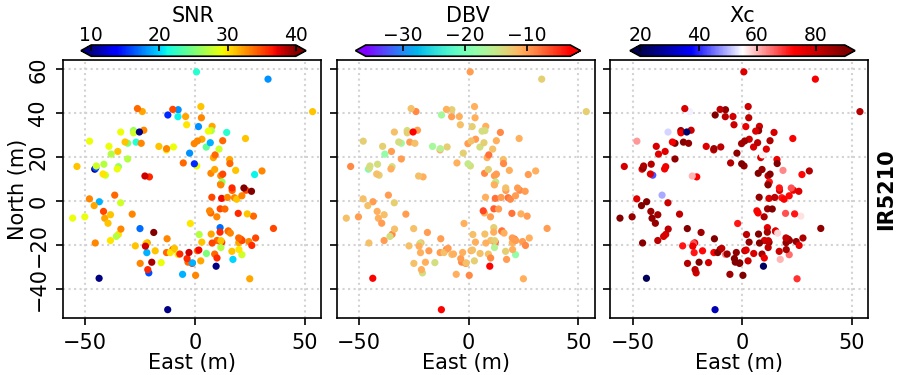 SNR DBV Xc
10 20 30 40 −30 −20 −10 20 40 60 80
60
40
20
0
−20
−40
North (m)
IR5210
−50 0 50 −50 0 50 −50 0 50
East (m) East (m) East (m)